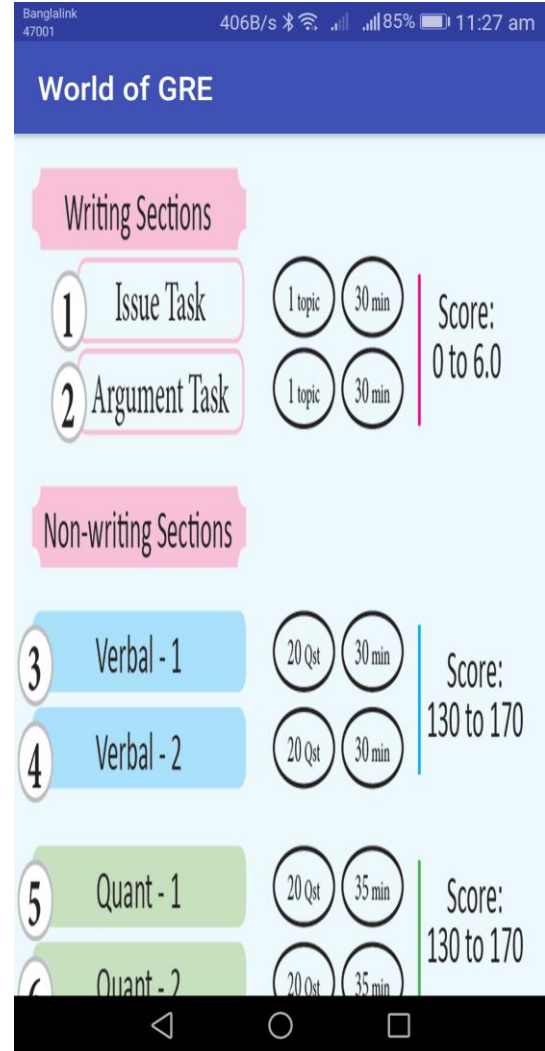 Banglalink
47001
406B/s 85% 11:27 am
World of GRE
Writing Sections
1 Issue Task 1 topic 30 min
2 Argument Task 1 topic 30 min
Score:
0 to 6.0
Non-writing Sections
3 Verbal - 1 20 Qst 30 min
4 Verbal - 2 20 Qst 30 min
Score:
130 to 170
5 Quant - 1 20 Qst 35 min
6 Quant - 2 20 Qst 35 min
Score:
130 to 170